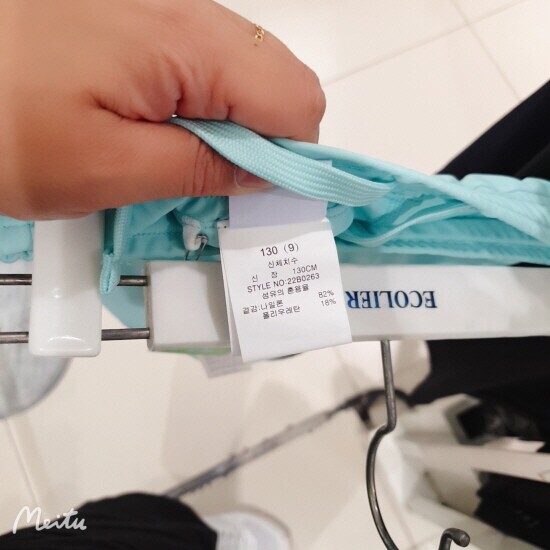 130 (9)
신체치수
신 장 130CM
STYLE NO:22B0263
섬유의 혼용율
겉감:나일론 82%
폴리우레탄 18%
ECOLIER
Meitu